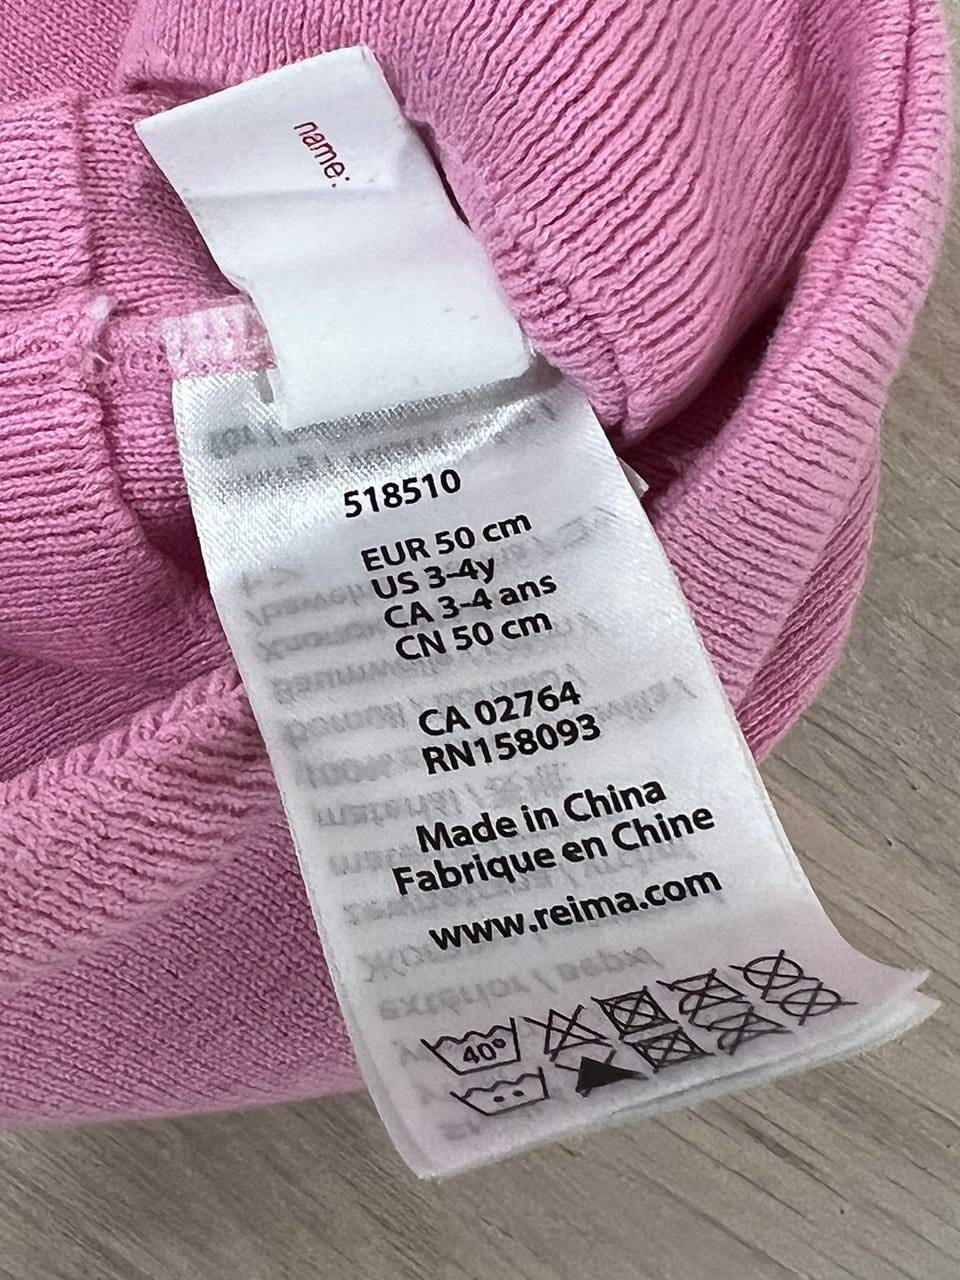 name:
518510
EUR 50 cm
US 3-4y
CA 3-4 ans
CN 50 cm
CA 02764
RN158093
Made in China
Fabrique en Chine
www.reima.com
extérior /
40°